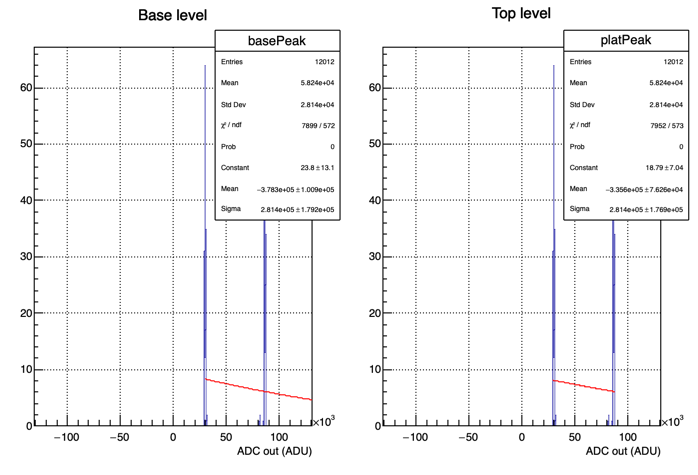 Base level
basePeak
Entries 12012
Mean 5.824e+04
Std Dev 2.814e+04
χ² / ndf 7899 / 572
Prob 0
Constant 23.8 ± 13.1
Mean −3.783e+05 ± 1.009e+05
Sigma 2.814e+05 ± 1.792e+05
60
50
40
30
20
10
0
−100 −50 0 50 100 ×10³
ADC out (ADU)
Top level
platPeak
Entries 12012
Mean 5.824e+04
Std Dev 2.814e+04
χ² / ndf 7952 / 573
Prob 0
Constant 18.79 ± 7.04
Mean −3.356e+05 ± 7.626e+04
Sigma 2.814e+05 ± 1.769e+05
60
50
40
30
20
10
0
−100 −50 0 50 100 ×10³
ADC out (ADU)